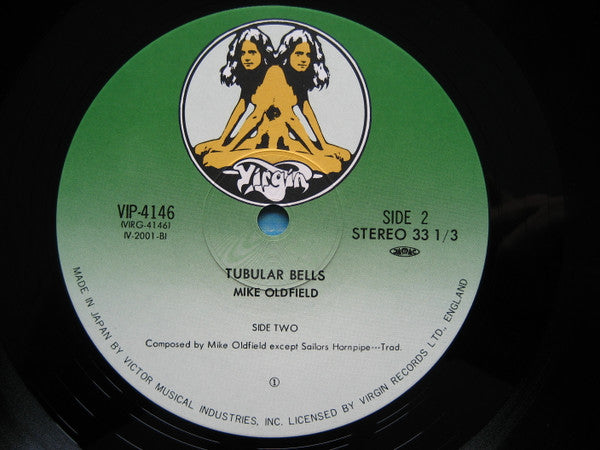 Virgin
VIP-4146
(VIRG-4146)
(V-2001-B)
SIDE 2
STEREO 33 1/3
TUBULAR BELLS
MIKE OLDFIELD
SIDE TWO
Composed by Mike Oldfield except Sailors Hornpipe---Trad.
①
MADE IN JAPAN BY VICTOR MUSICAL INDUSTRIES, INC. LICENSED BY VIRGIN RECORDS LTD., ENGLAND